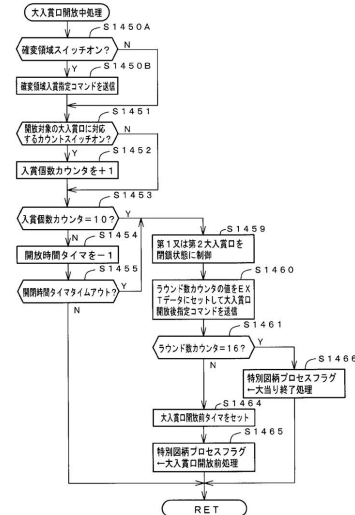 大入賞口開放中処理
S1450A
確変領域スイッチオン?
N
Y
S1450B
確変領域入賞指定コマンドを送信
S1451
開放対象の大入賞口に対応
するカウントスイッチオン?
N
Y
S1452
入賞個数カウンタを+1
S1453
入賞個数カウンタ=10?
Y
N
S1454
開放時間タイマを-1
S1455
開閉時間タイマタイムアウト?
Y
N
S1459
第1又は第2大入賞口を
閉鎖状態に制御
S1460
ラウンド数カウンタの値をEX
Tデータにセットして大入賞口
開放後指定コマンドを送信
S1461
ラウンド数カウンタ=16?
Y
N
S1466
特別図柄プロセスフラグ
←大当り終了処理
S1464
大入賞口開放前タイマをセット
S1465
特別図柄プロセスフラグ
←大入賞口開放前処理
RET